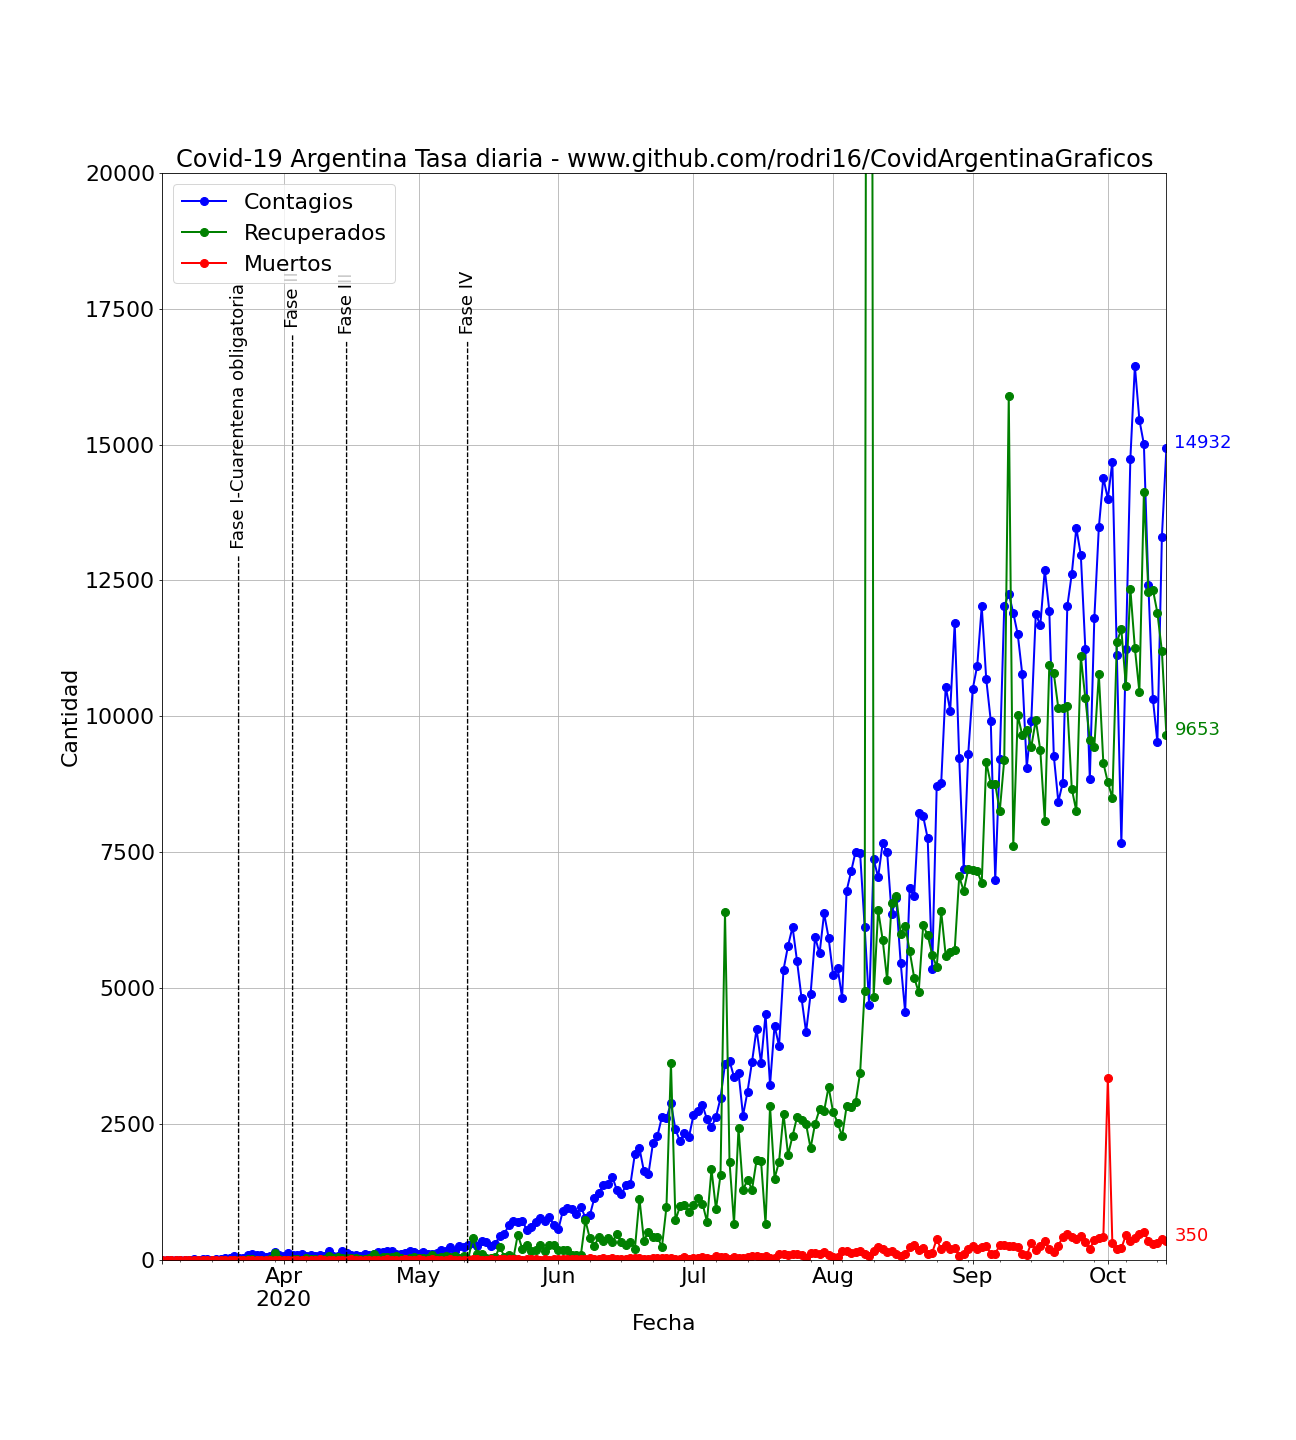 Covid-19 Argentina Tasa diaria - www.github.com/rodri16/CovidArgentinaGraficos
20000
17500
15000
12500
10000
7500
5000
2500
0
Cantidad
Contagios
Recuperados
Muertos
Fase I-Cuarentena obligatoria
Fase II
Fase III
Fase IV
14932
9653
350
Apr
2020
May
Jun
Jul
Aug
Sep
Oct
Fecha